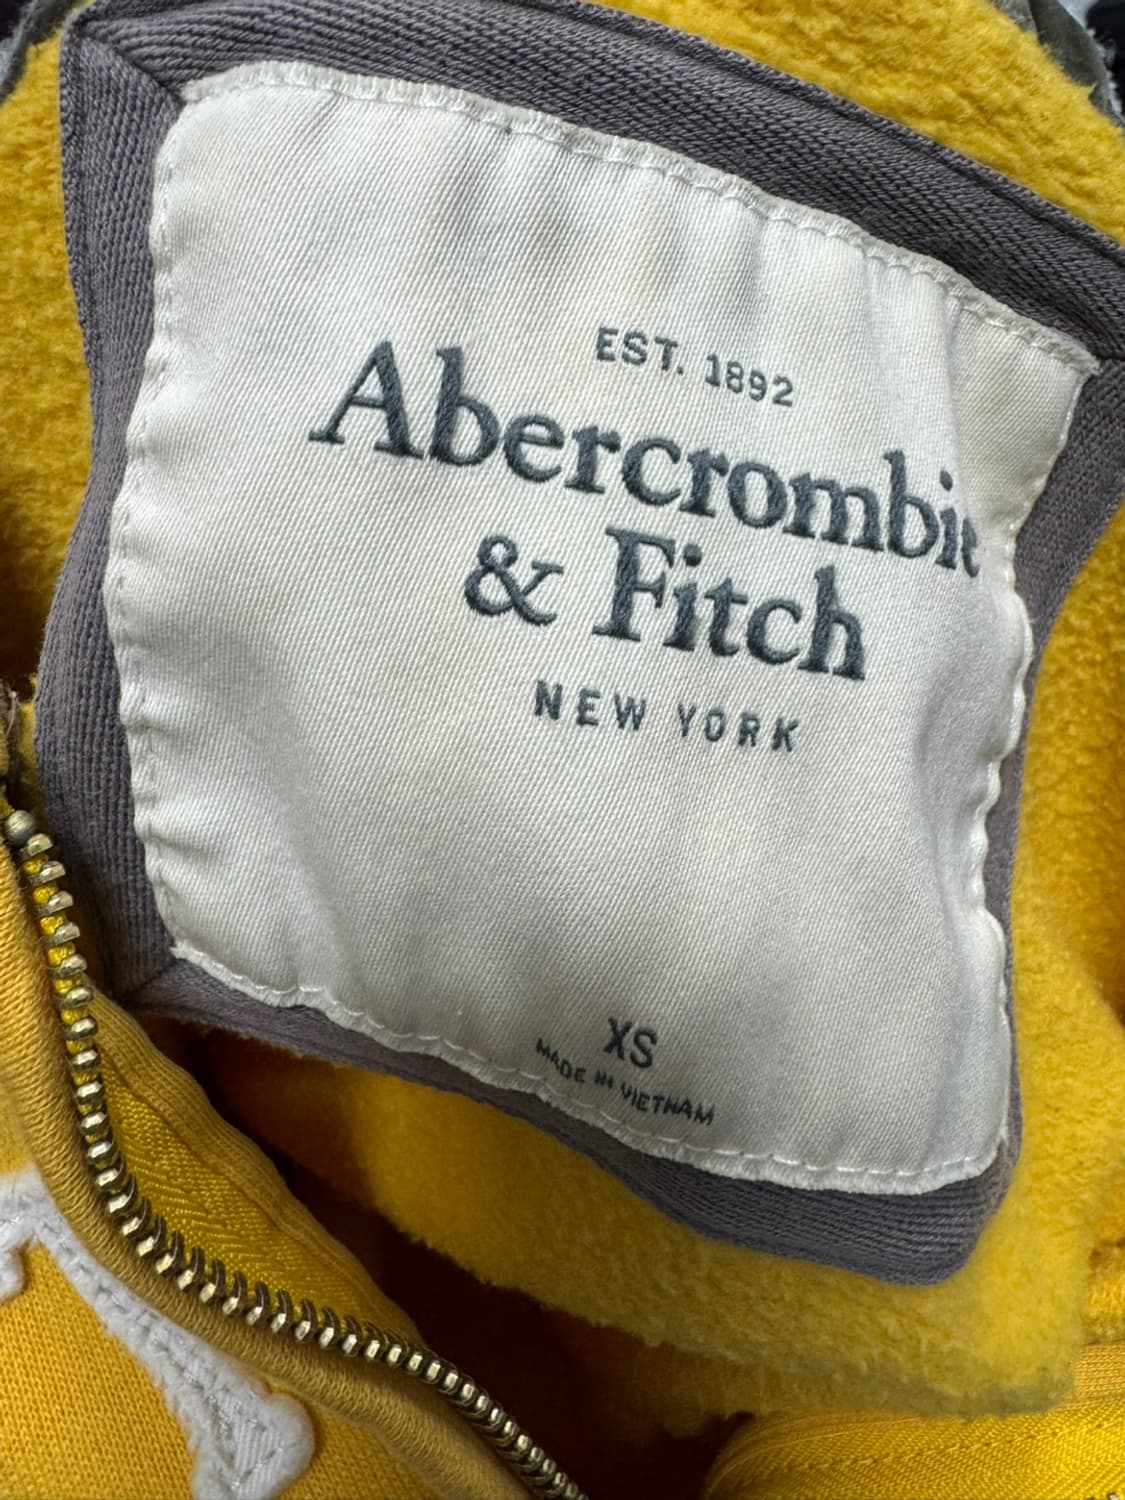 EST. 1892
Abercrombie
& Fitch
NEW YORK
XS
MADE IN VIETNAM